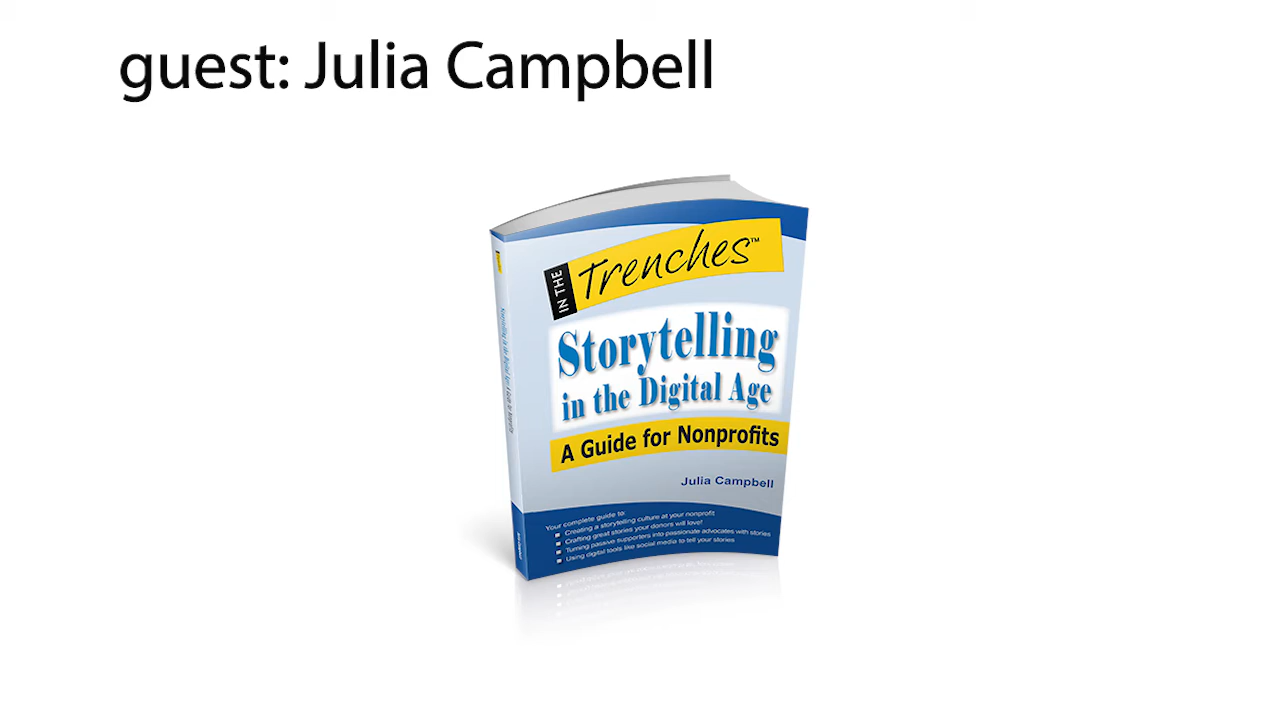 guest: Julia Campbell
IN THE
Trenches™
Storytelling
in the Digital Age
A Guide for Nonprofits
Julia Campbell
Your complete guide to:
Creating a storytelling culture at your nonprofit
Crafting great stories your donors will love!
Turning passive supporters into passionate advocates with stories
Using digital tools like social media to tell your stories